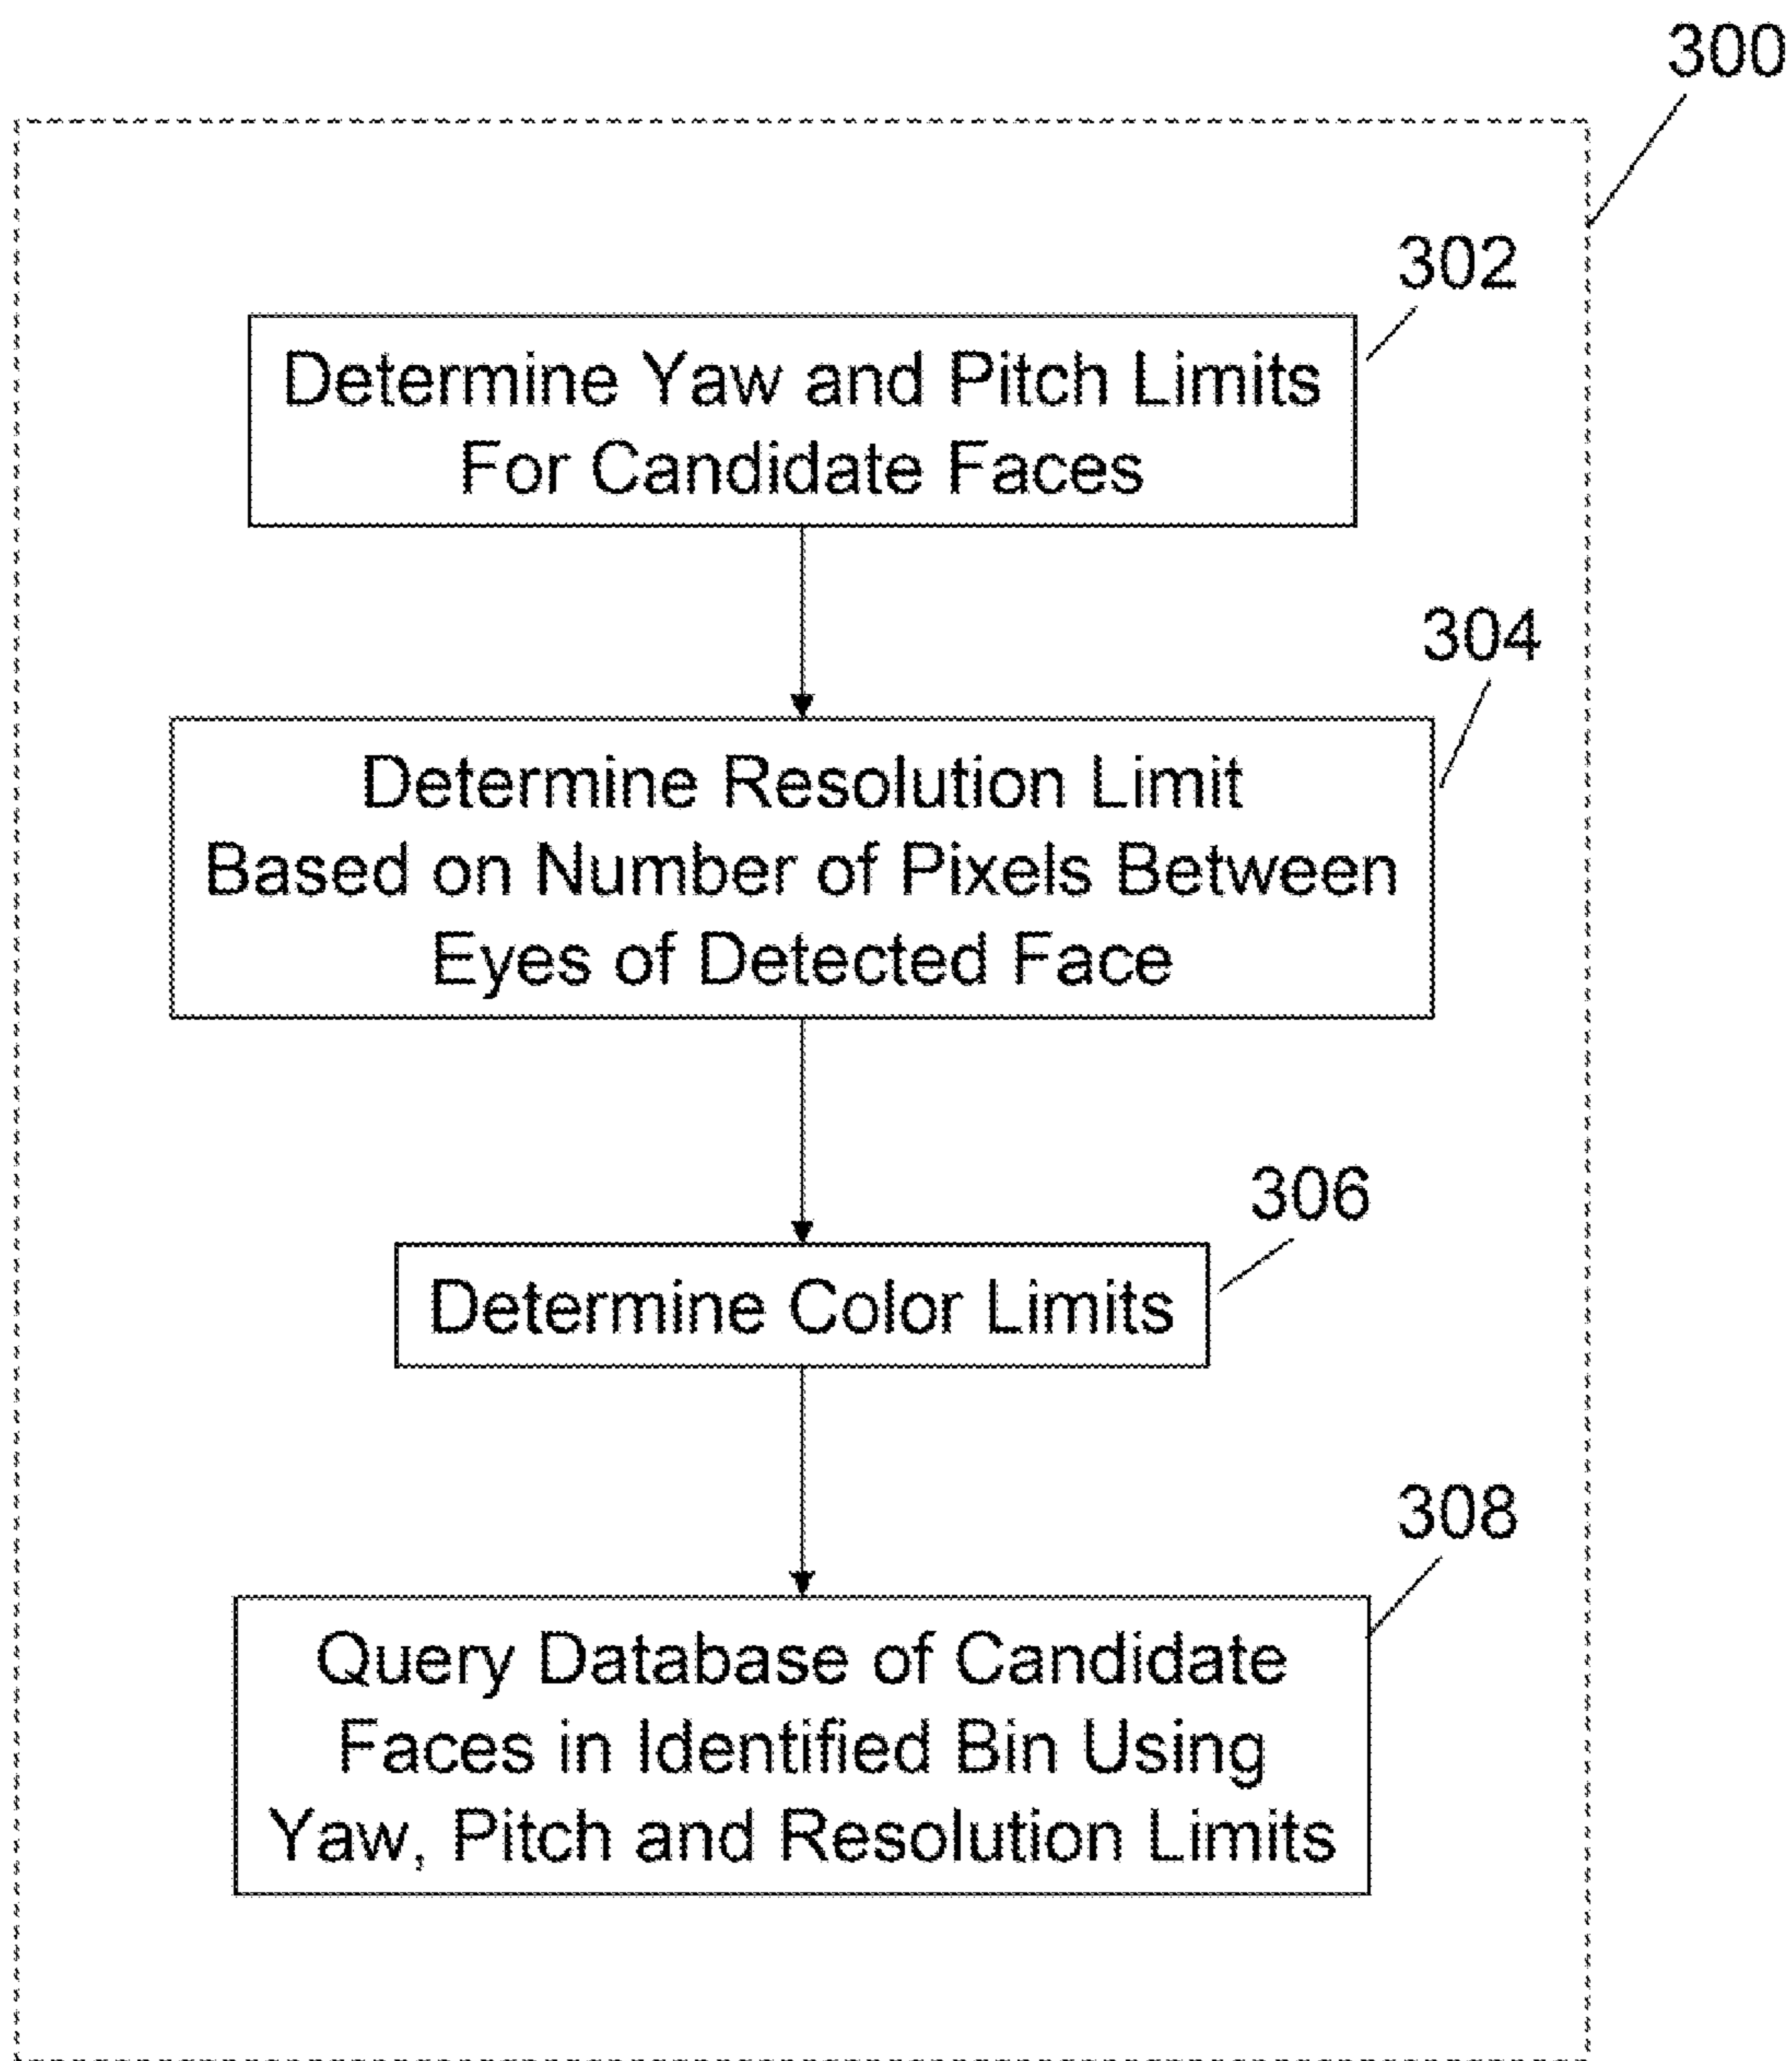 300
302
Determine Yaw and Pitch Limits
For Candidate Faces
304
Determine Resolution Limit
Based on Number of Pixels Between
Eyes of Detected Face
306
Determine Color Limits
308
Query Database of Candidate
Faces in Identified Bin Using
Yaw, Pitch and Resolution Limits